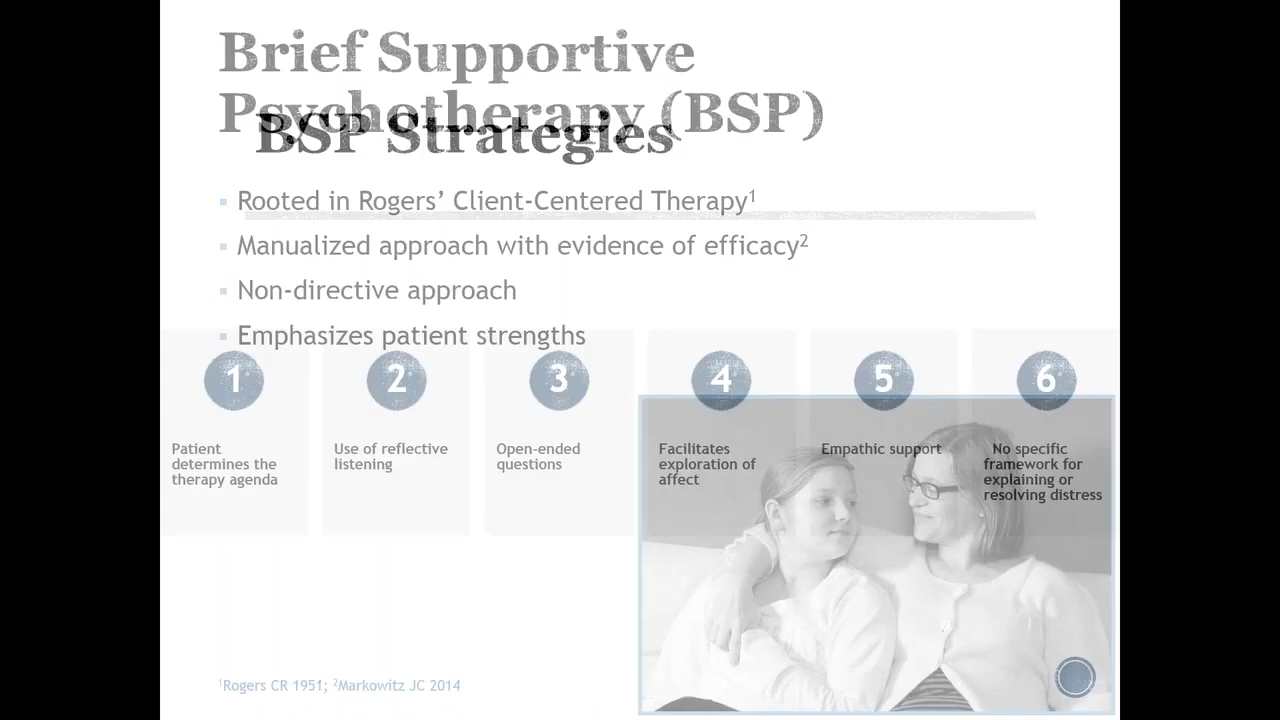 Brief Supportive
Psychotherapy (BSP)
BSP Strategies
▪ Rooted in Rogers’ Client-Centered Therapy¹
▪ Manualized approach with evidence of efficacy²
▪ Non-directive approach
▪ Emphasizes patient strengths
1
Patient
determines the
therapy agenda
2
Use of reflective
listening
3
Open-ended
questions
4
Facilitates
exploration of
affect
5
Empathic support
6
No specific
framework for
explaining or
resolving distress
¹Rogers CR 1951; ²Markowitz JC 2014